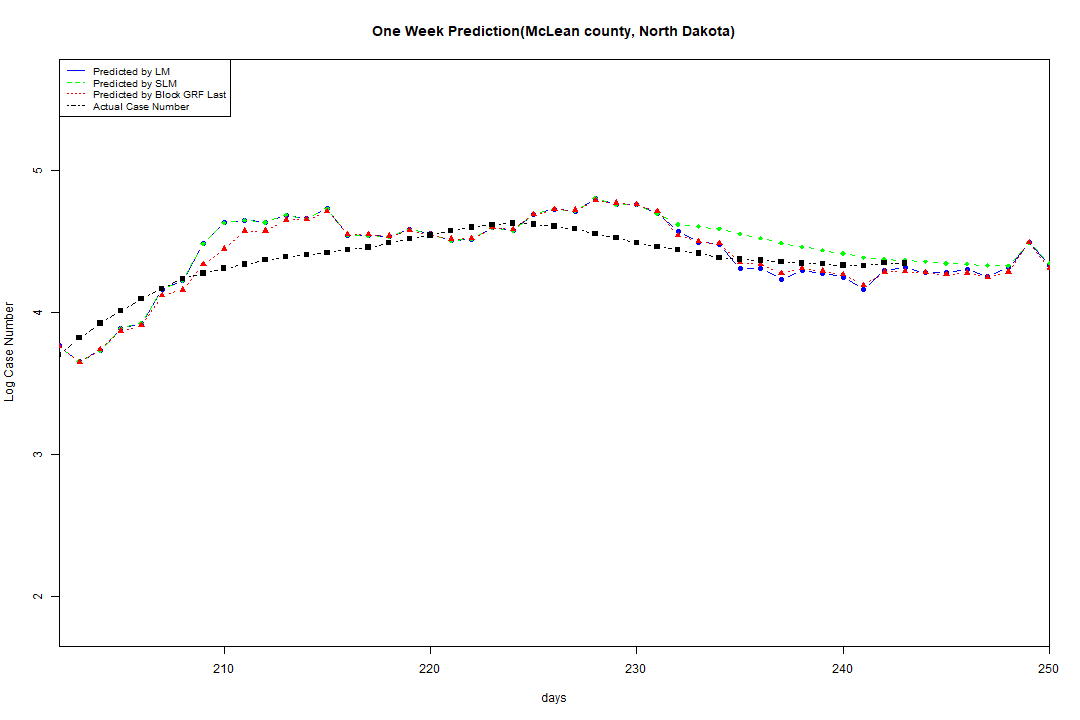 One Week Prediction(McLean county, North Dakota)
Predicted by LM
Predicted by SLM
Predicted by Block GRF Last
Actual Case Number
5
4
3
2
Log Case Number
210 220 230 240 250
days